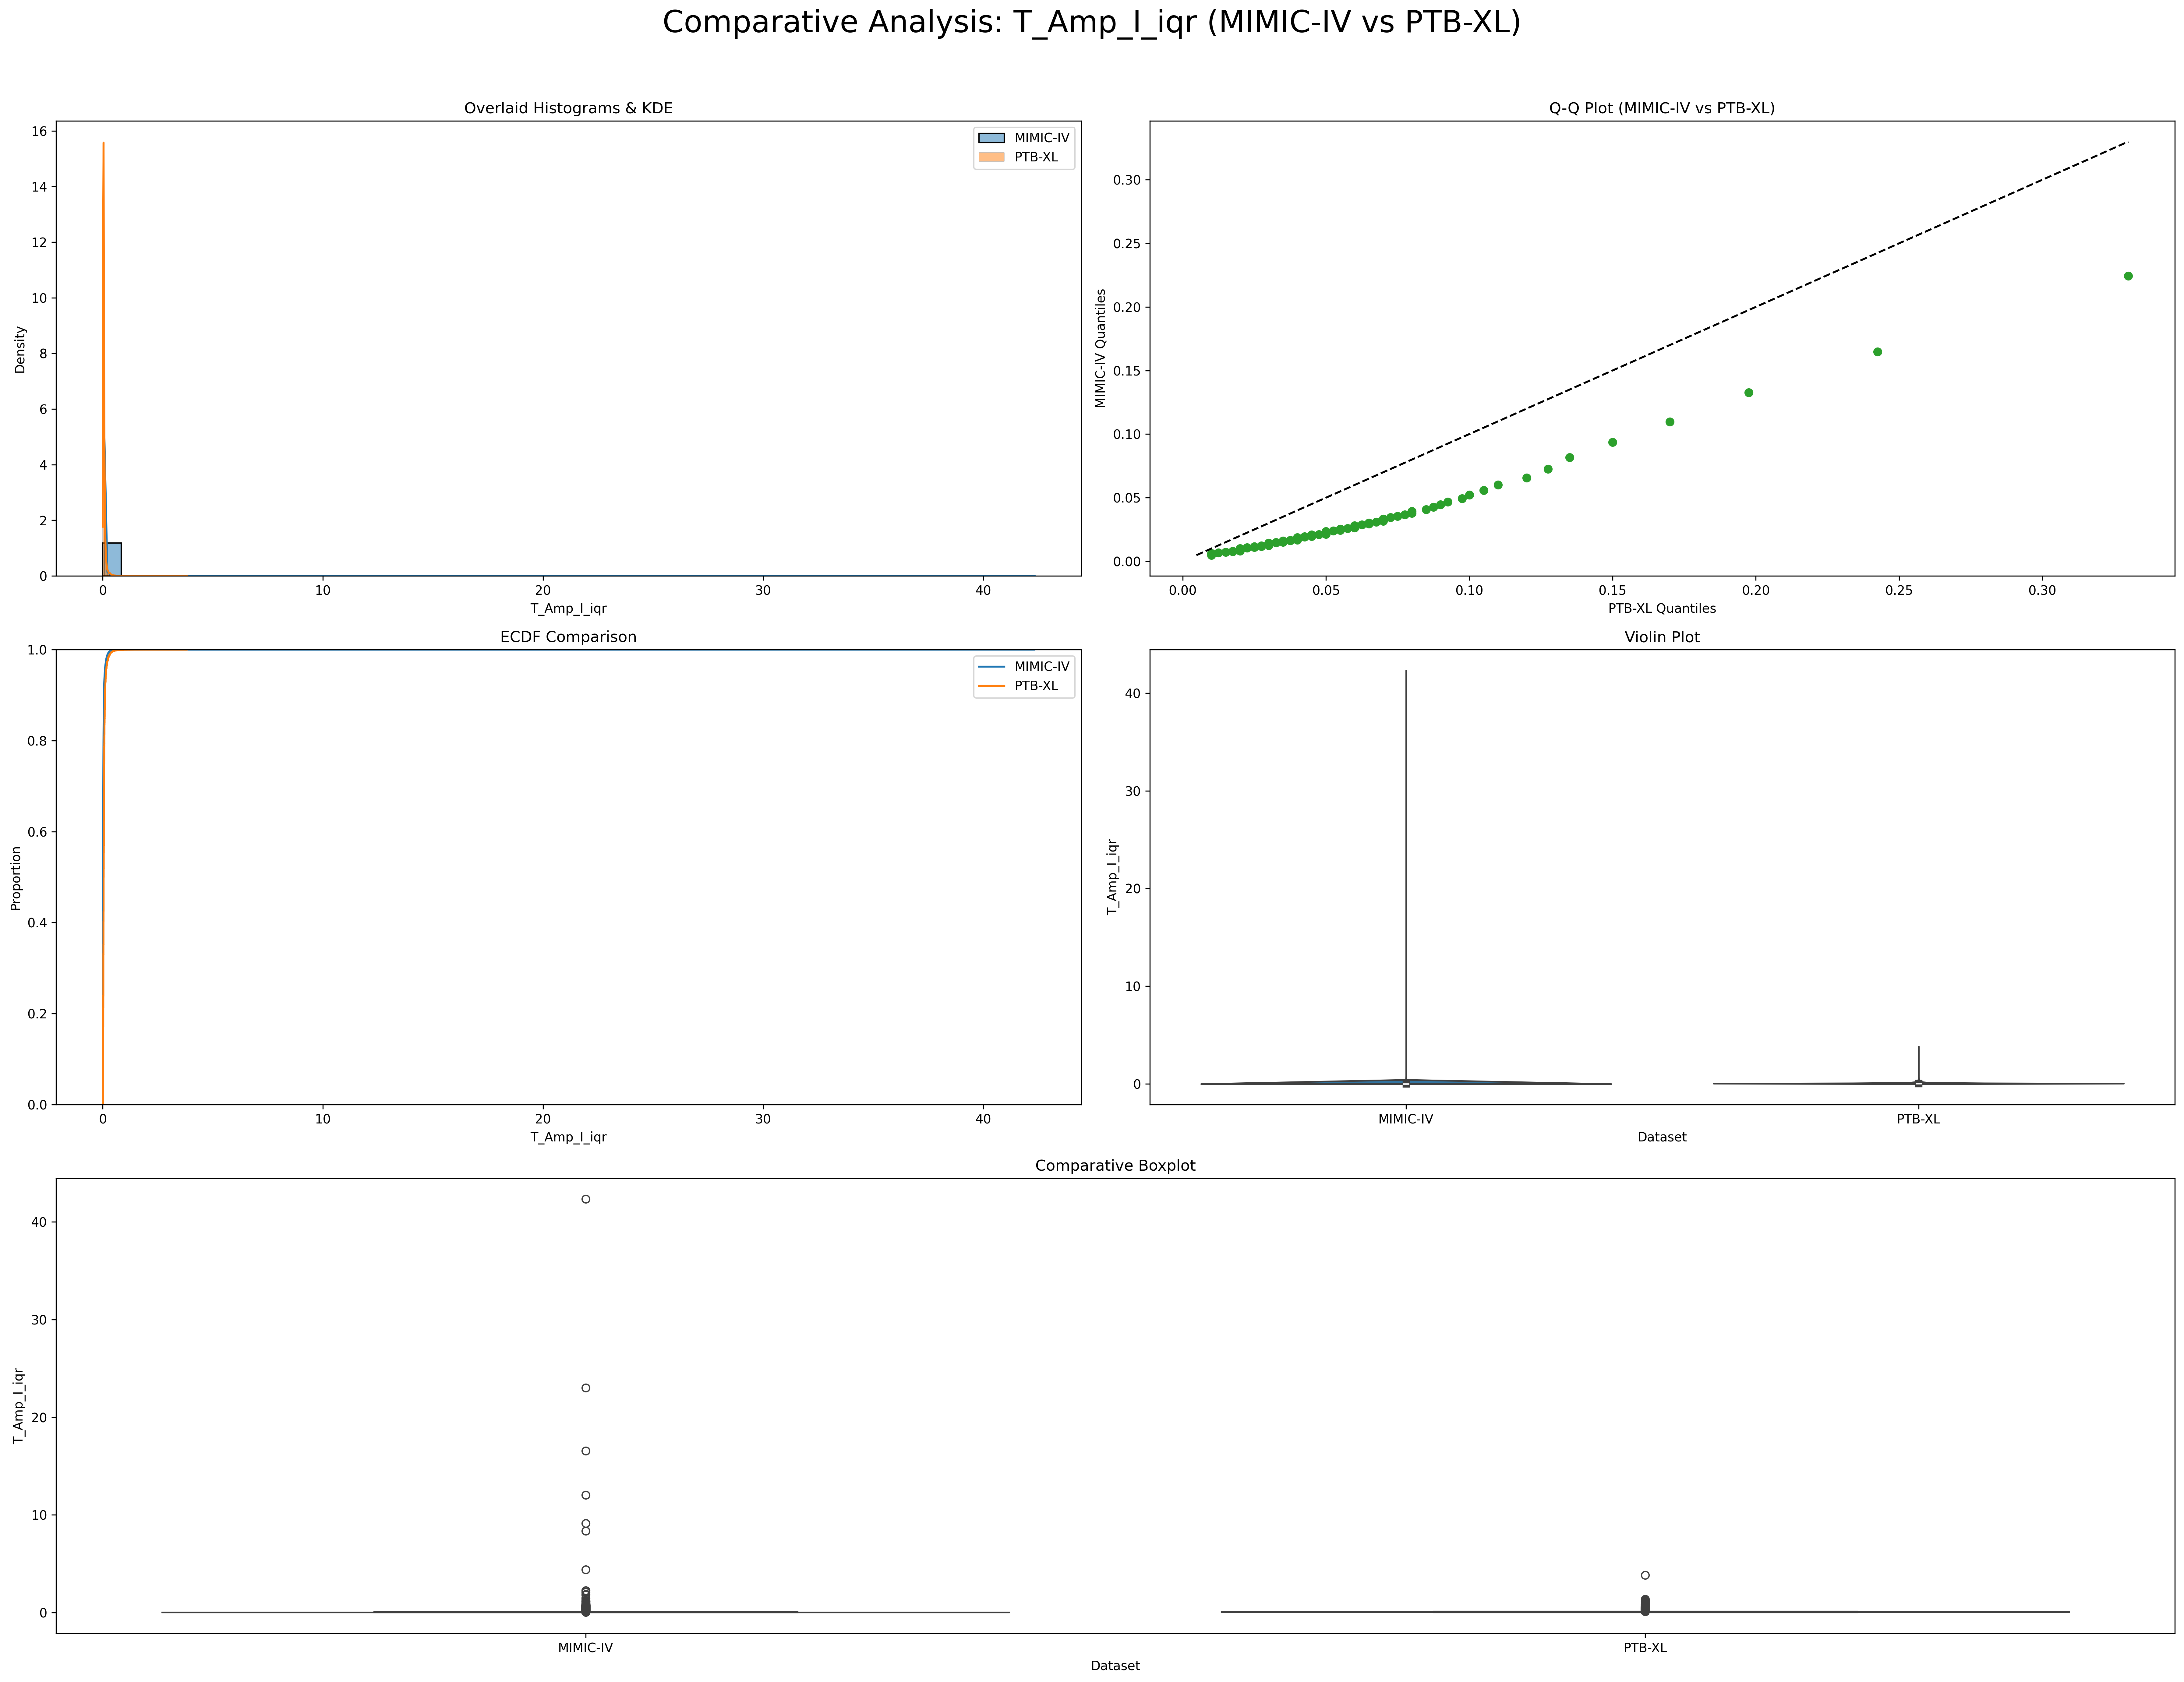 Comparative Analysis: T_Amp_I_iqr (MIMIC-IV vs PTB-XL)
Overlaid Histograms & KDE
16
14
12
10
8
6
4
2
0
Density
0 10 20 30 40
T_Amp_I_iqr
MIMIC-IV
PTB-XL
Q-Q Plot (MIMIC-IV vs PTB-XL)
0.30
0.25
0.20
0.15
0.10
0.05
0.00
MIMIC-IV Quantiles
0.00 0.05 0.10 0.15 0.20 0.25 0.30
PTB-XL Quantiles
ECDF Comparison
1.0
0.8
0.6
0.4
0.2
0.0
Proportion
0 10 20 30 40
T_Amp_I_iqr
MIMIC-IV
PTB-XL
Violin Plot
40
30
20
10
0
T_Amp_I_iqr
MIMIC-IV PTB-XL
Dataset
Comparative Boxplot
40
30
20
10
0
T_Amp_I_iqr
MIMIC-IV PTB-XL
Dataset